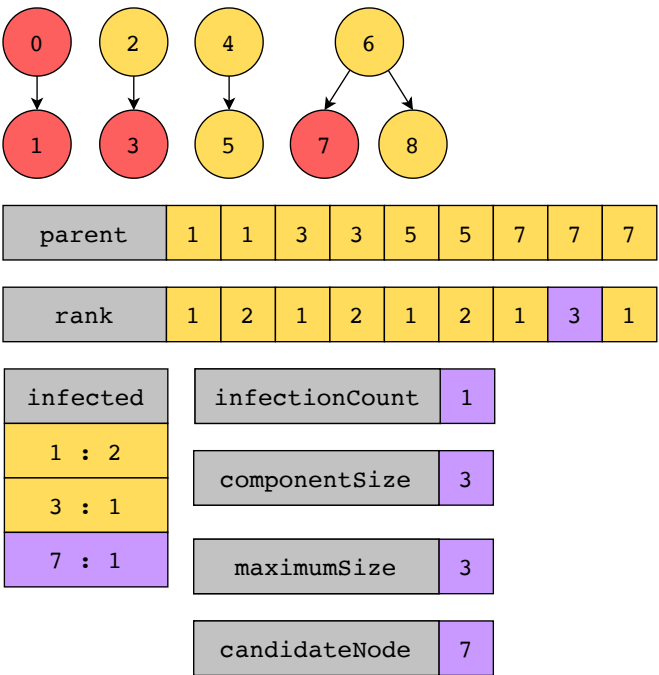 0 2 4 6
1 3 5 7 8
parent 1 1 3 3 5 5 7 7 7
rank 1 2 1 2 1 2 1 3 1
infected
1 : 2
3 : 1
7 : 1
infectionCount 1
componentSize 3
maximumSize 3
candidateNode 7